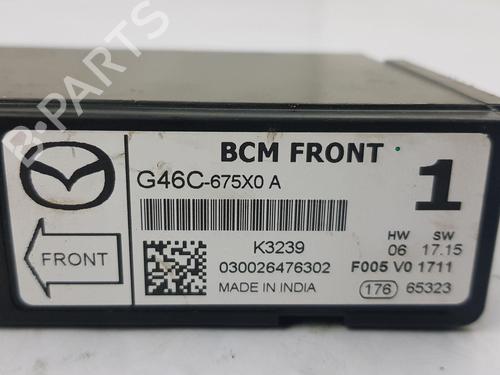 BCM FRONT
G46C-675X0 A
1
K3239
030026476302
MADE IN INDIA
HW SW
06 17.15
F005 V0 1711
176 65323
FRONT
B-PARTS